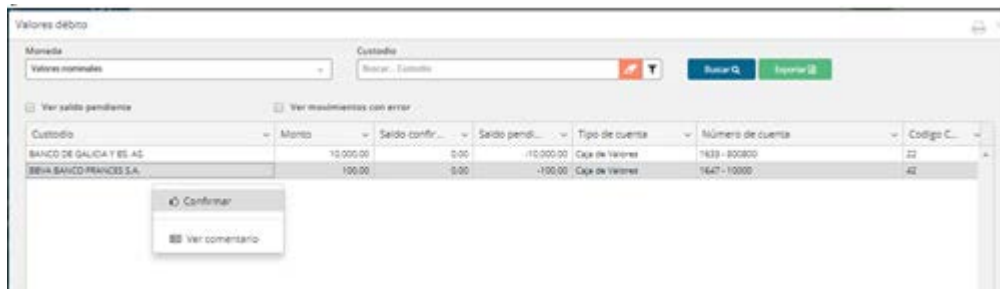 Valores débito
Moneda Custodio
Valores nominales Buscar... Custodio Buscar Exportar
Ver saldo pendiente Ver movimientos con error
Custodio Monto Saldo confir... Saldo pendi... Tipo de cuenta Número de cuenta Codigo C...
BANCO DE GALICIA Y BS. AS. 10,000.00 0.00 -10,000.00 Caja de Valores 1633 - 800800 22
BBVA BANCO FRANCES S.A. 100.00 0.00 -100.00 Caja de Valores 1647 - 10000 42
Confirmar
Ver comentario